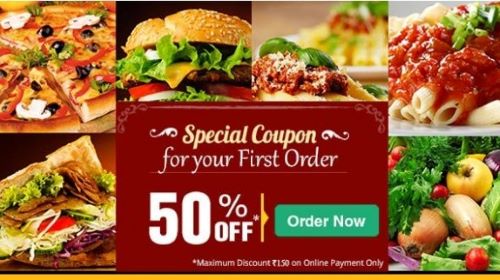 Special Coupon
for your First Order
50% OFF*
Order Now
*Maximum Discount ₹150 on Online Payment Only